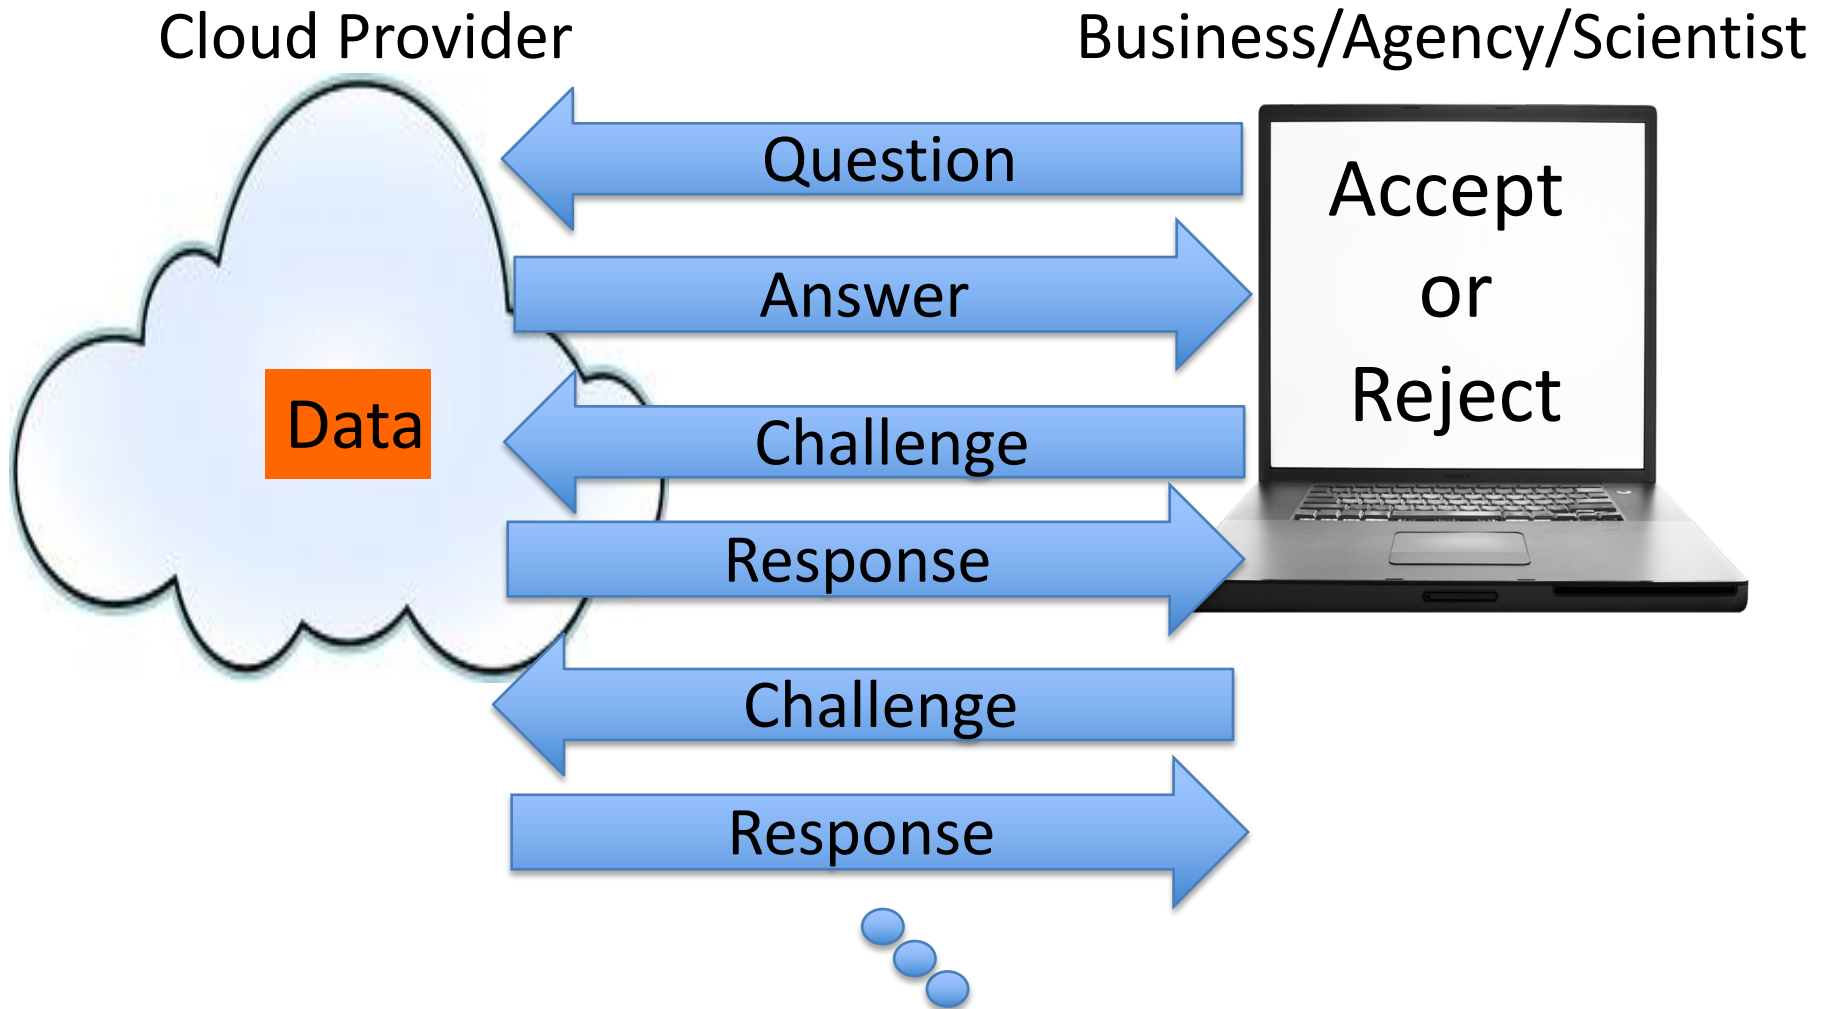 Cloud Provider
Business/Agency/Scientist
Question
Answer
Challenge
Response
Challenge
Response
Data
Accept
or
Reject